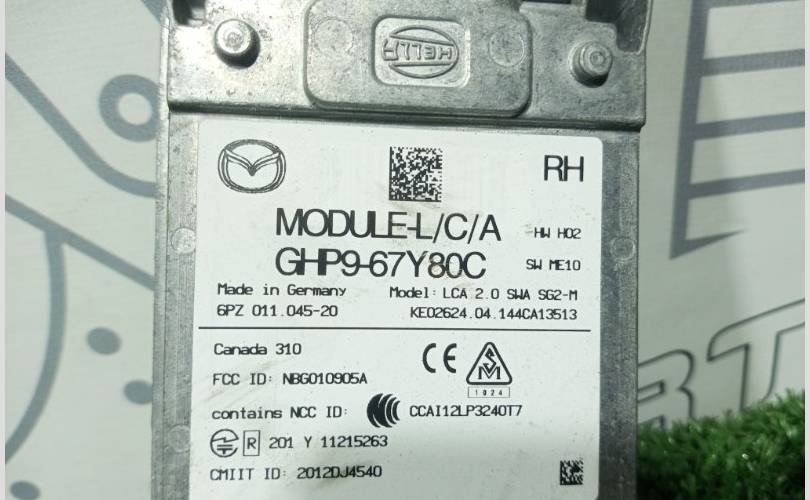 HELLA
RH
MODULE-L/C/A
HW H02
GHP9-67Y80C
SW ME10
Made in Germany
Model: LCA 2.0 SWA SG2-M
6PZ 011.045-20
KE02624.04.144CA13513
Canada 310
CE
SM
1024
FCC ID: NBG010905A
contains NCC ID: CCAI12LP3240T7
R 201 Y 11215263
CMIIT ID: 2012DJ4540